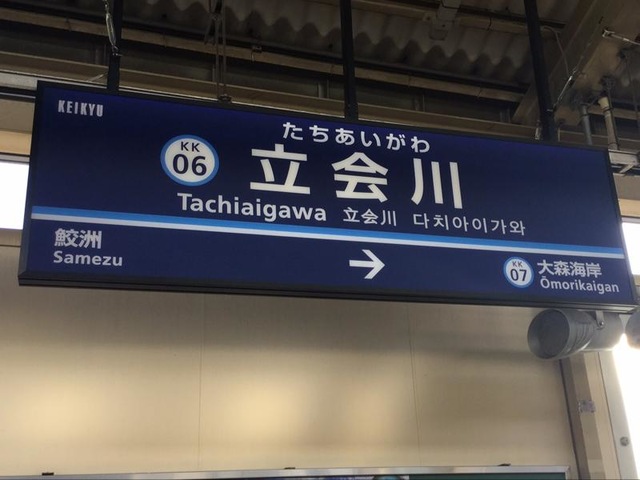 KEIKYU
たちあいがわ
KK
06
立会川
Tachiaigawa 立会川 다치아이가와
鮫洲
Samezu
→
KK
07
大森海岸
Ōmorikaigan